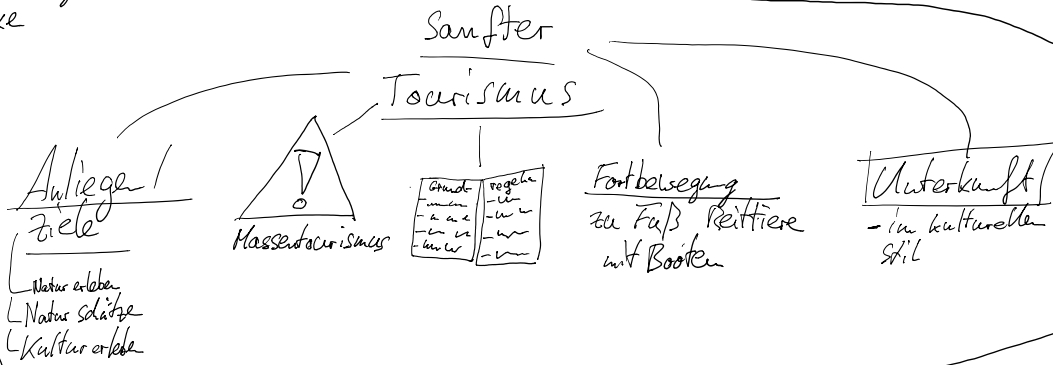 Sanfter
Tourismus
Anliegen/
Ziele
Natur erleben
Natur schätze
Kultur erleben
!
Massentourismus
Grund-
regeln
Fortbewegung
zu Fuß Reittiere
mit Booten
Unterkunft
- im kulturellen
Stil